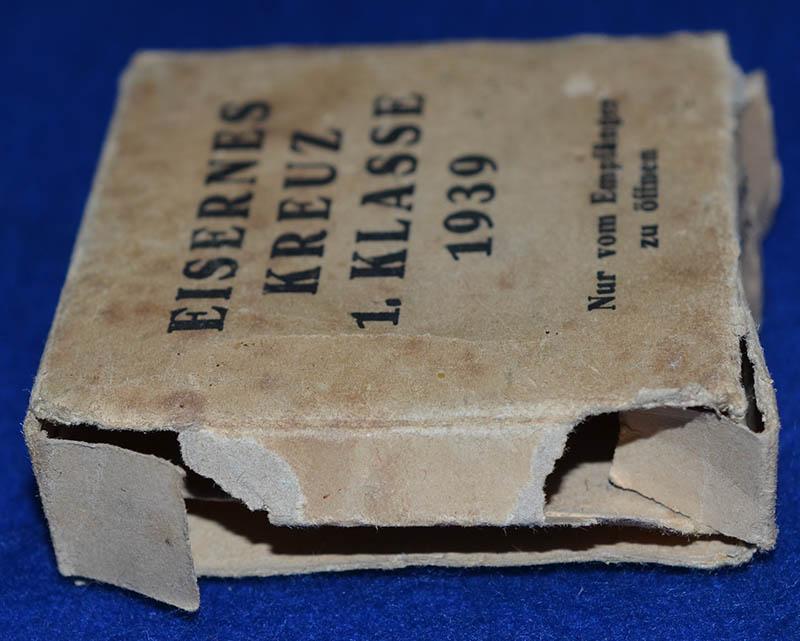 EISERNES
KREUZ
1. KLASSE
1939
Nur vom Empfänger
zu öffnen